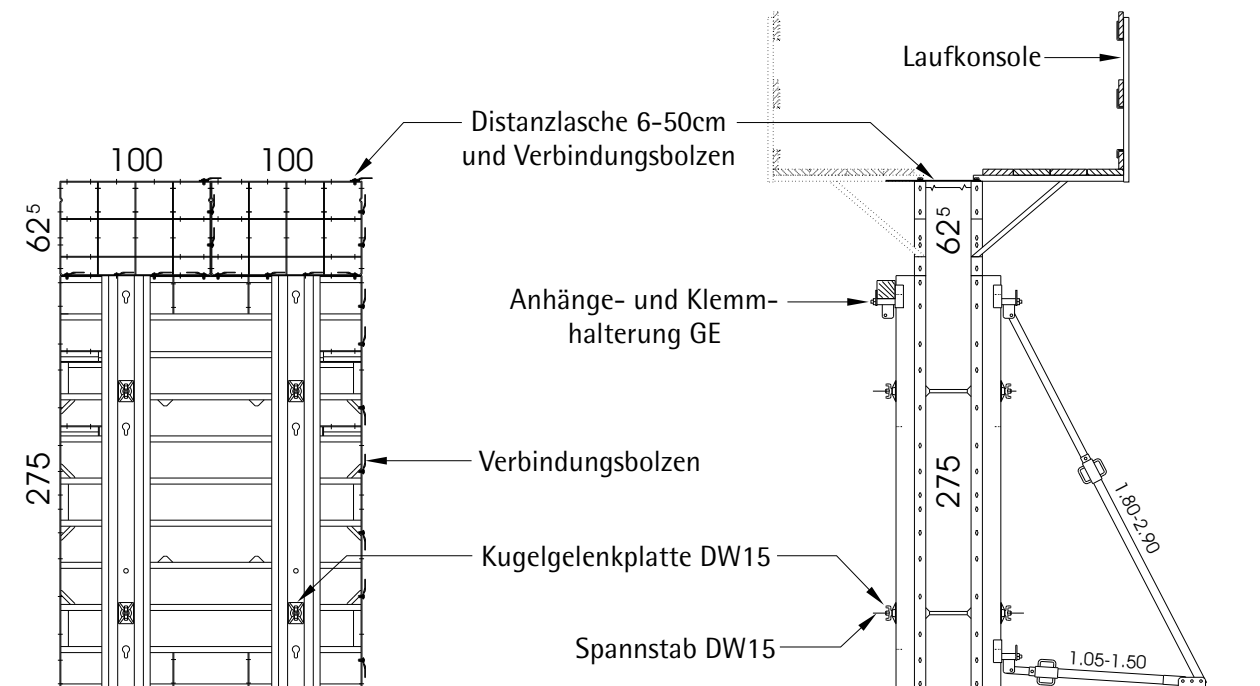 Laufkonsole
Distanzlasche 6-50cm
und Verbindungsbolzen
100 100
62⁵
62⁵
Anhänge- und Klemm-
halterung GE
275
275
Verbindungsbolzen
1.80-2.90
Kugelgelenkplatte DW15
Spannstab DW15
1.05-1.50